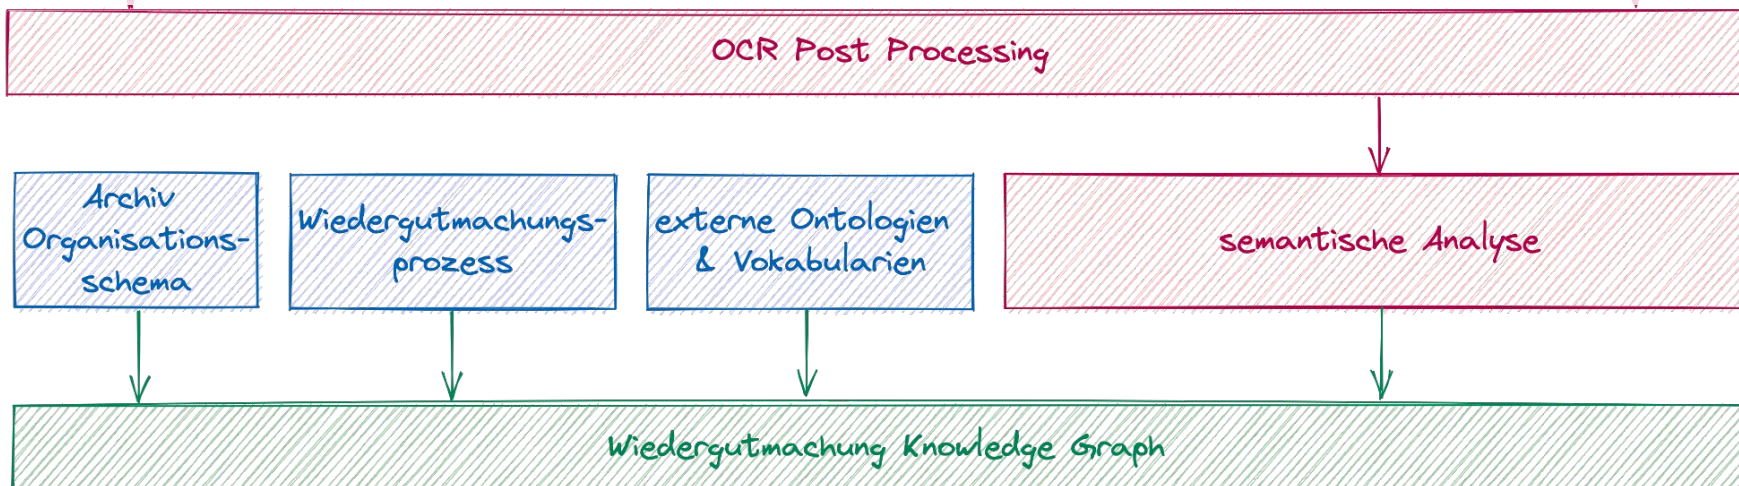 OCR Post Processing
Archiv
Organisations-
schema
Wiedergutmachungs-
prozess
externe Ontologien
& Vokabularien
semantische Analyse
Wiedergutmachung Knowledge Graph